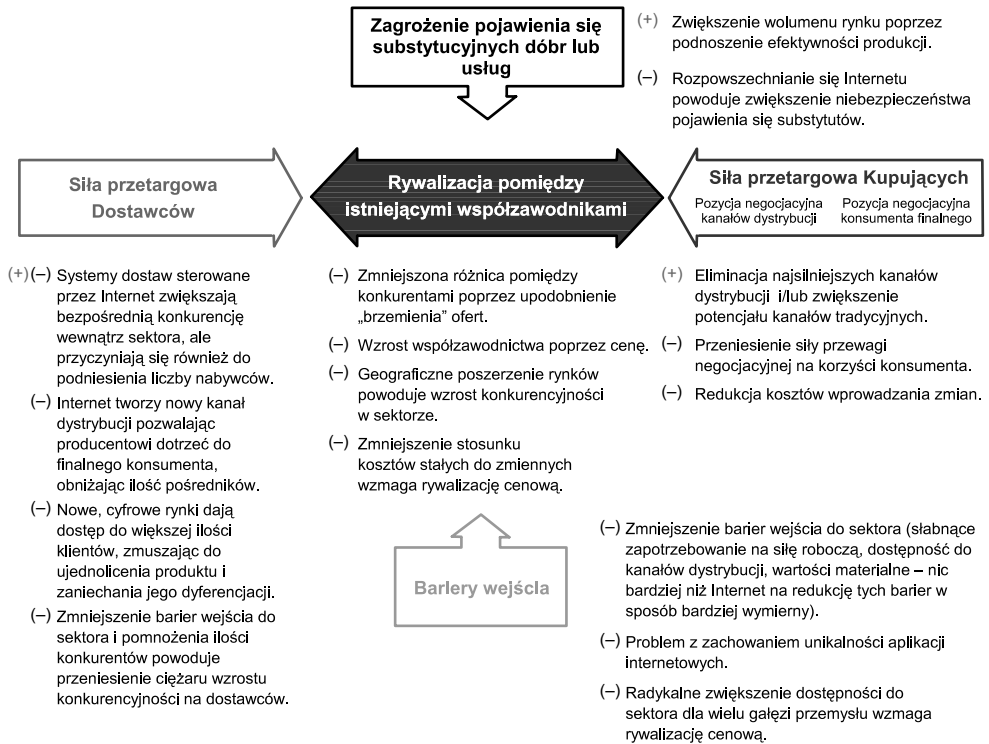 Zagrożenie pojawienia się
substytucyjnych dóbr lub
usług
(+) Zwiększenie wolumenu rynku poprzez
podnoszenie efektywności produkcji.
(–) Rozpowszechnianie się Internetu
powoduje zwiększenie niebezpieczeństwa
pojawienia się substytutów.
Siła przetargowa
Dostawców
Rywalizacja pomiędzy
istniejącymi współzawodnikami
Siła przetargowa Kupujących
Pozycja negocjacyjna
kanałów dystrybucji
Pozycja negocjacyjna
konsumenta finalnego
(+)(–) Systemy dostaw sterowane
przez Internet zwiększają
bezpośrednią konkurencję
wewnątrz sektora, ale
przyczyniają się również do
podniesienia liczby nabywców.
(–) Internet tworzy nowy kanał
dystrybucji pozwalając
producentowi dotrzeć do
finalnego konsumenta,
obniżając ilość pośredników.
(–) Nowe, cyfrowe rynki dają
dostęp do większej ilości
klientów, zmuszając do
ujednolicenia produktu i
zaniechania jego dyferencjacji.
(–) Zmniejszenie barier wejścia do
sektora i pomnożenia ilości
konkurentów powoduje
przeniesienie ciężaru wzrostu
konkurencyjności na dostawców.
(–) Zmniejszona różnica pomiędzy
konkurentami poprzez upodobnienie
„brzemienia” ofert.
(–) Wzrost współzawodnictwa poprzez cenę.
(–) Geograficzne poszerzenie rynków
powoduje wzrost konkurencyjności
w sektorze.
(–) Zmniejszenie stosunku
kosztów stałych do zmiennych
wzmaga rywalizację cenową.
(+) Eliminacja najsilniejszych kanałów
dystrybucji i/lub zwiększenie
potencjału kanałów tradycyjnych.
(–) Przeniesienie siły przewagi
negocjacyjnej na korzyści konsumenta.
(–) Redukcja kosztów wprowadzania zmian.
Barlery wejścla
(–) Zmniejszenie barier wejścia do sektora (słabnące
zapotrzebowanie na siłę roboczą, dostępność do
kanałów dystrybucji, wartości materialne – nic
bardziej niż Internet na redukcję tych barier w
sposób bardziej wymierny).
(–) Problem z zachowaniem unikalności aplikacji
internetowych.
(–) Radykalne zwiększenie dostępności do
sektora dla wielu gałęzi przemysłu wzmaga
rywalizację cenową.